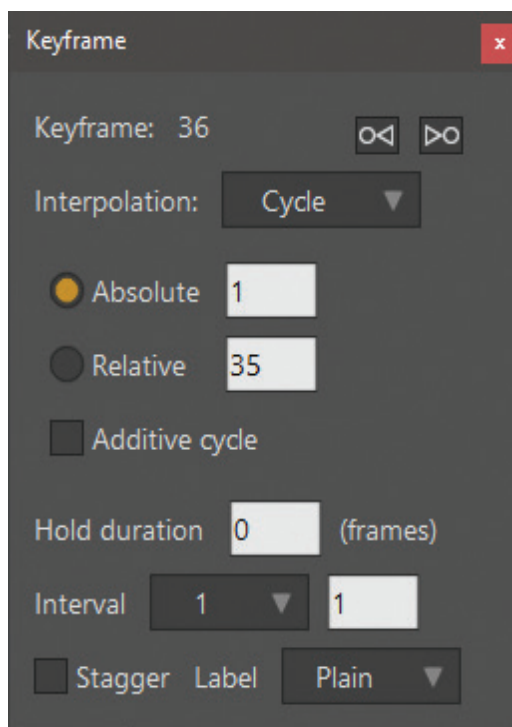 Keyframe x
Keyframe: 36
Interpolation: Cycle
Absolute 1
Relative 35
Additive cycle
Hold duration 0 (frames)
Interval 1 1
Stagger Label Plain